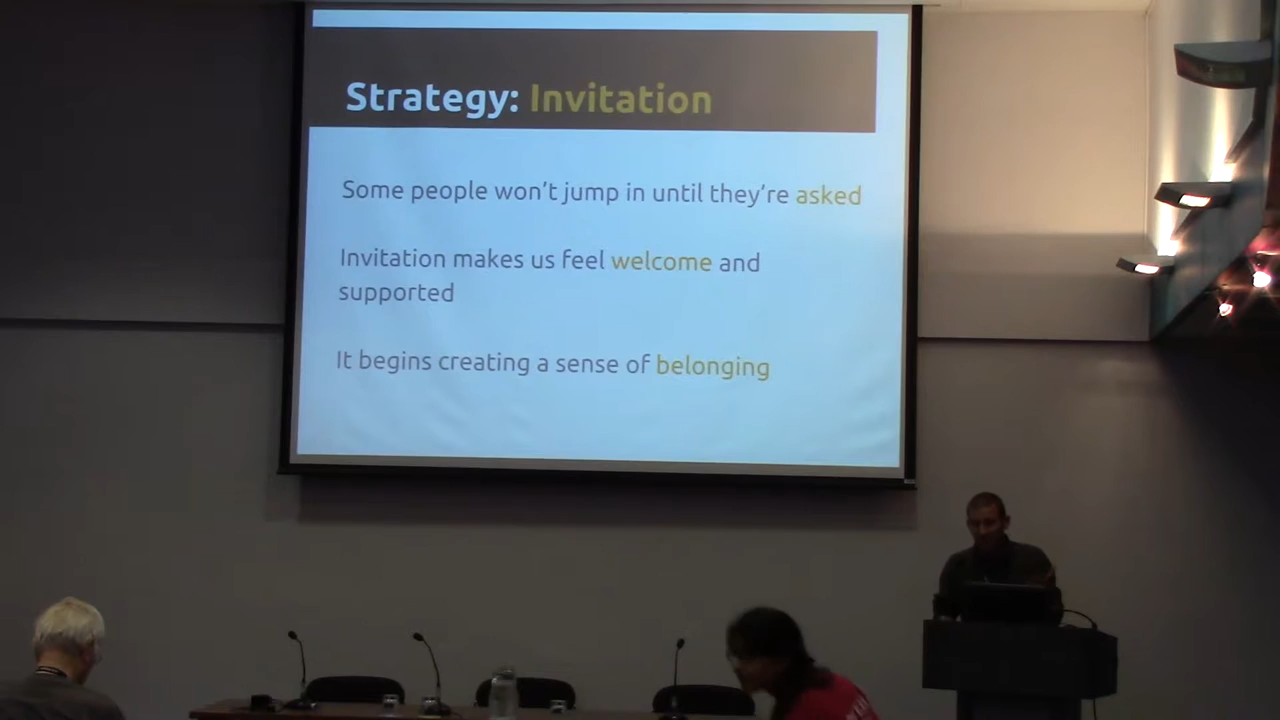 Strategy: Invitation
Some people won't jump in until they're asked
Invitation makes us feel welcome and
supported
It begins creating a sense of belonging